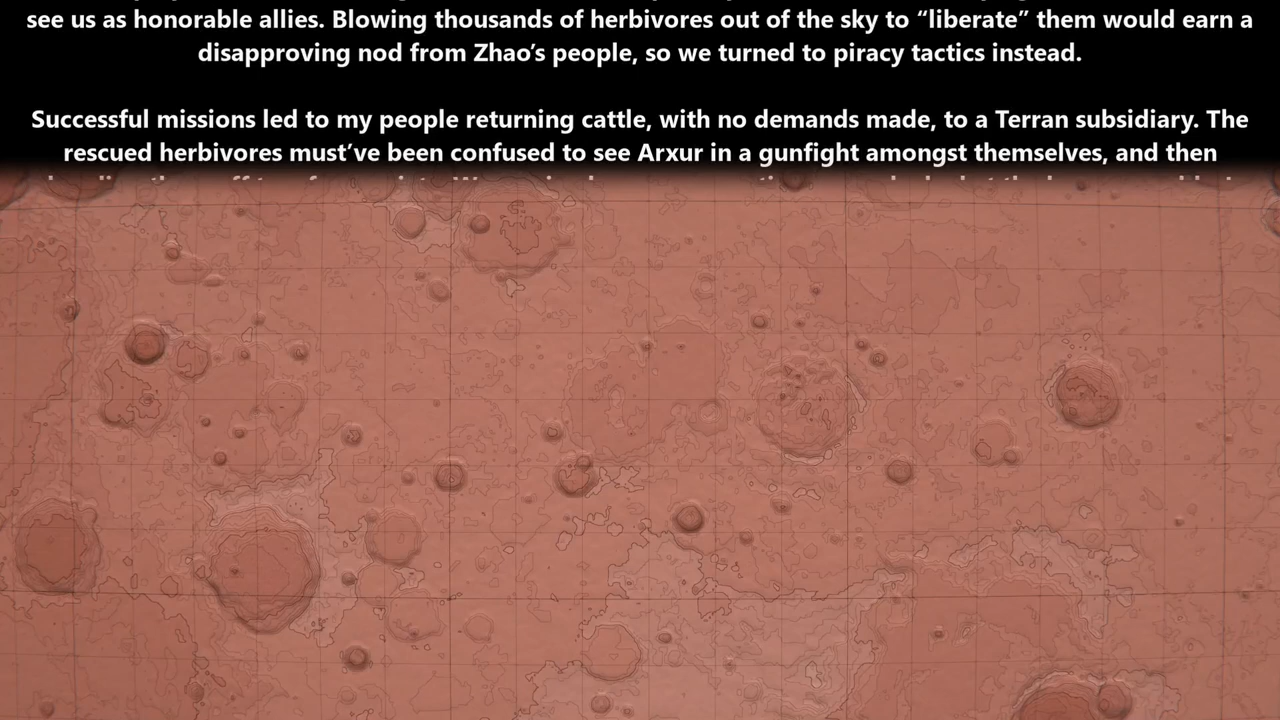 see us as honorable allies. Blowing thousands of herbivores out of the sky to “liberate” them would earn a
disapproving nod from Zhao’s people, so we turned to piracy tactics instead.
Successful missions led to my people returning cattle, with no demands made, to a Terran subsidiary. The
rescued herbivores must’ve been confused to see Arxur in a gunfight amongst themselves, and then